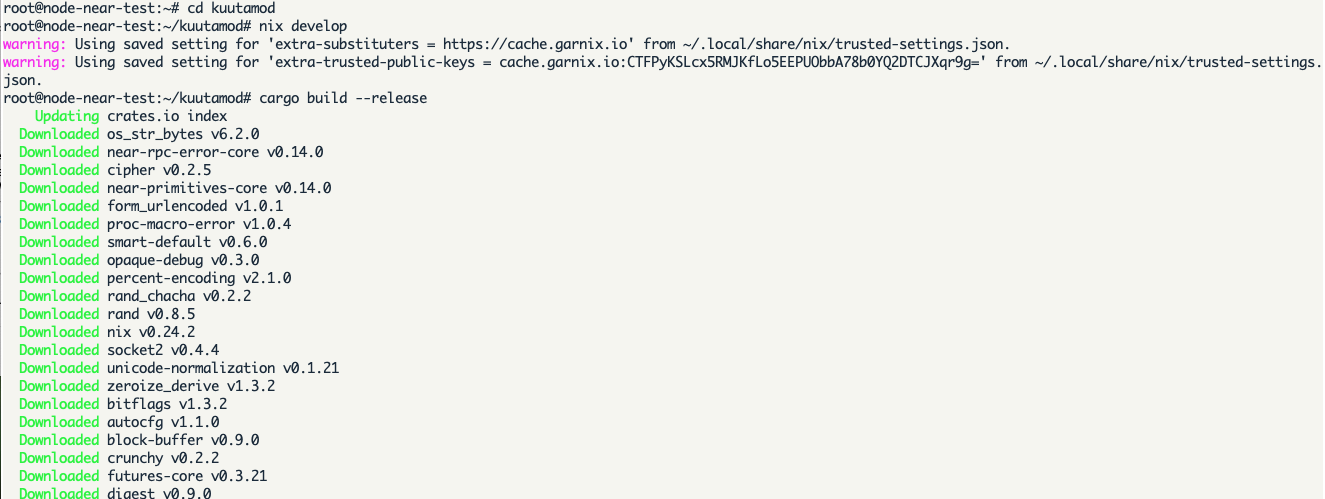 root@node-near-test:~# cd kuutamod
root@node-near-test:~/kuutamod# nix develop
warning: Using saved setting for 'extra-substituters = https://cache.garnix.io' from ~/.local/share/nix/trusted-settings.json.
warning: Using saved setting for 'extra-trusted-public-keys = cache.garnix.io:CTFPyKSLcx5RMJKfLo5EEPUObbA78b0YQ2DTCJXqr9g=' from ~/.local/share/nix/trusted-settings.
json.
root@node-near-test:~/kuutamod# cargo build --release
Updating crates.io index
Downloaded os_str_bytes v6.2.0
Downloaded near-rpc-error-core v0.14.0
Downloaded cipher v0.2.5
Downloaded near-primitives-core v0.14.0
Downloaded form_urlencoded v1.0.1
Downloaded proc-macro-error v1.0.4
Downloaded smart-default v0.6.0
Downloaded opaque-debug v0.3.0
Downloaded percent-encoding v2.1.0
Downloaded rand_chacha v0.2.2
Downloaded rand v0.8.5
Downloaded nix v0.24.2
Downloaded socket2 v0.4.4
Downloaded unicode-normalization v0.1.21
Downloaded zeroize_derive v1.3.2
Downloaded bitflags v1.3.2
Downloaded autocfg v1.1.0
Downloaded block-buffer v0.9.0
Downloaded crunchy v0.2.2
Downloaded futures-core v0.3.21
Downloaded digest v0.9.0